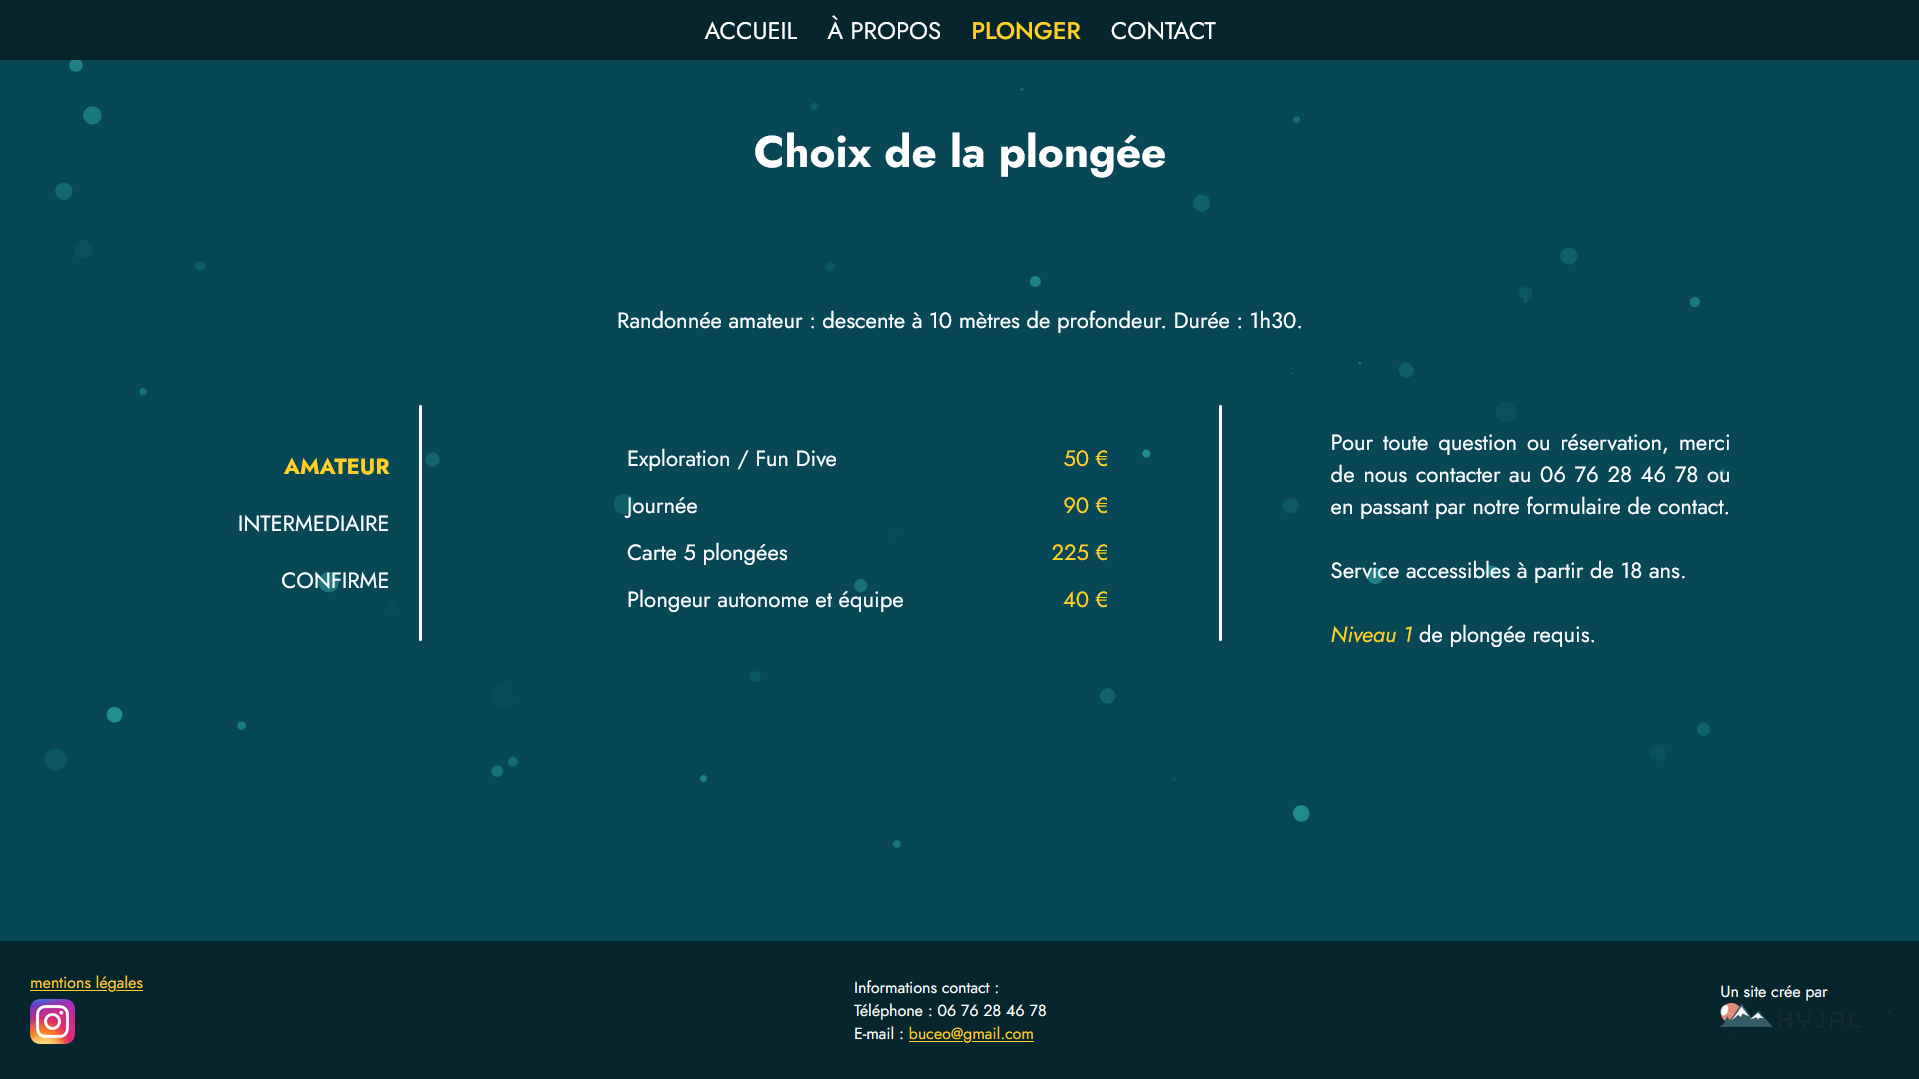 ACCUEIL À PROPOS PLONGER CONTACT
Choix de la plongée
Randonnée amateur : descente à 10 mètres de profondeur. Durée : 1h30.
AMATEUR
INTERMEDIAIRE
CONFIRME
Exploration / Fun Dive 50 €
Journée 90 €
Carte 5 plongées 225 €
Plongeur autonome et équipe 40 €
Pour toute question ou réservation, merci
de nous contacter au 06 76 28 46 78 ou
en passant par notre formulaire de contact.
Service accessibles à partir de 18 ans.
Niveau 1 de plongée requis.
mentions légales
Informations contact :
Téléphone : 06 76 28 46 78
E-mail : buceo@gmail.com
Un site crée par
HYJAL